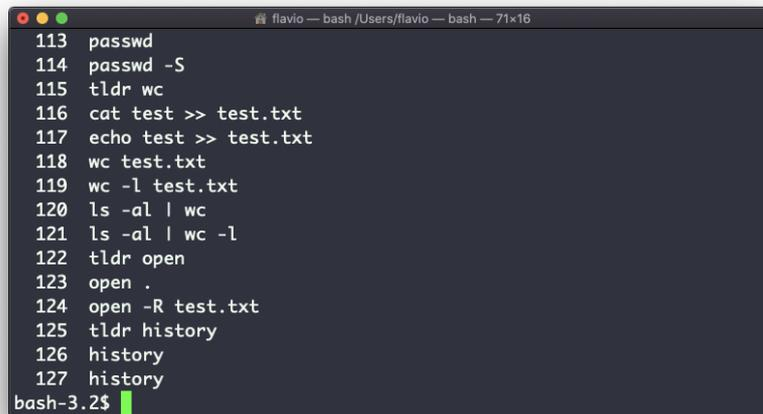 flavio — bash /Users/flavio — bash — 71×16
113 passwd
114 passwd -S
115 tldr wc
116 cat test >> test.txt
117 echo test >> test.txt
118 wc test.txt
119 wc -l test.txt
120 ls -al | wc
121 ls -al | wc -l
122 tldr open
123 open .
124 open -R test.txt
125 tldr history
126 history
127 history
bash-3.2$